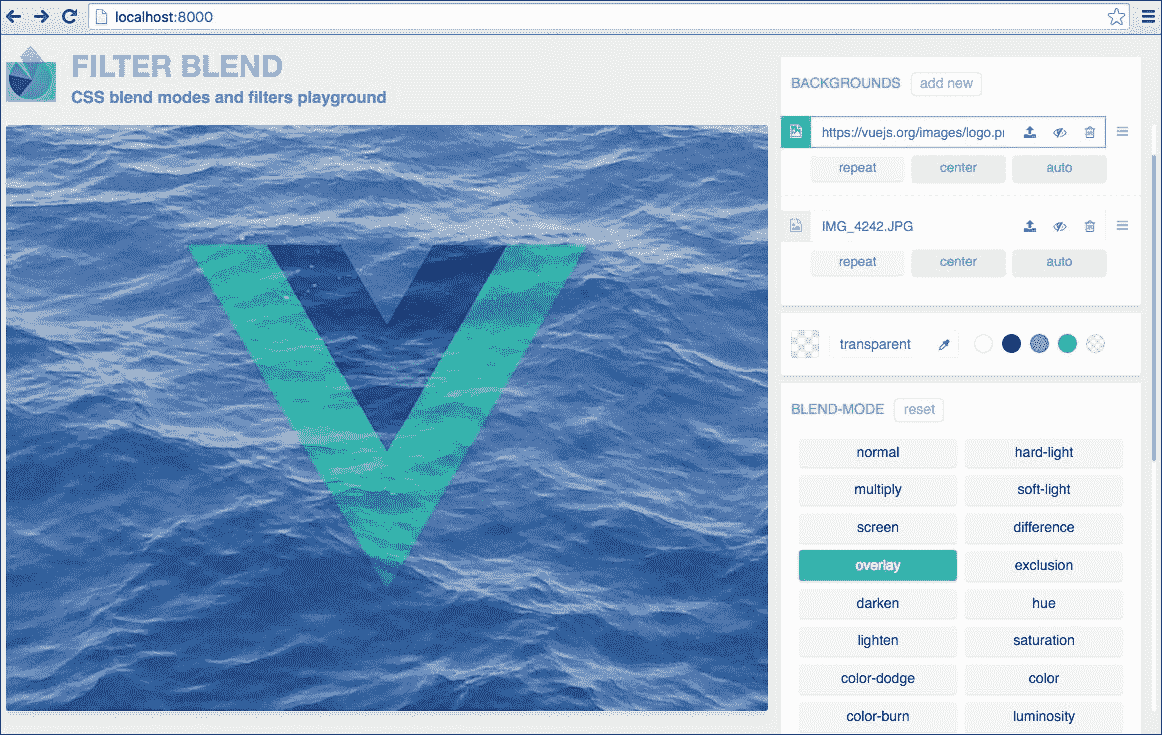 localhost:8000
FILTER BLEND
CSS blend modes and filters playground
BACKGROUNDS add new
https://vuejs.org/images/logo.pr
repeat center auto
IMG_4242.JPG
repeat center auto
transparent
BLEND-MODE reset
normal hard-light
multiply soft-light
screen difference
overlay exclusion
darken hue
lighten saturation
color-dodge color
color-burn luminosity